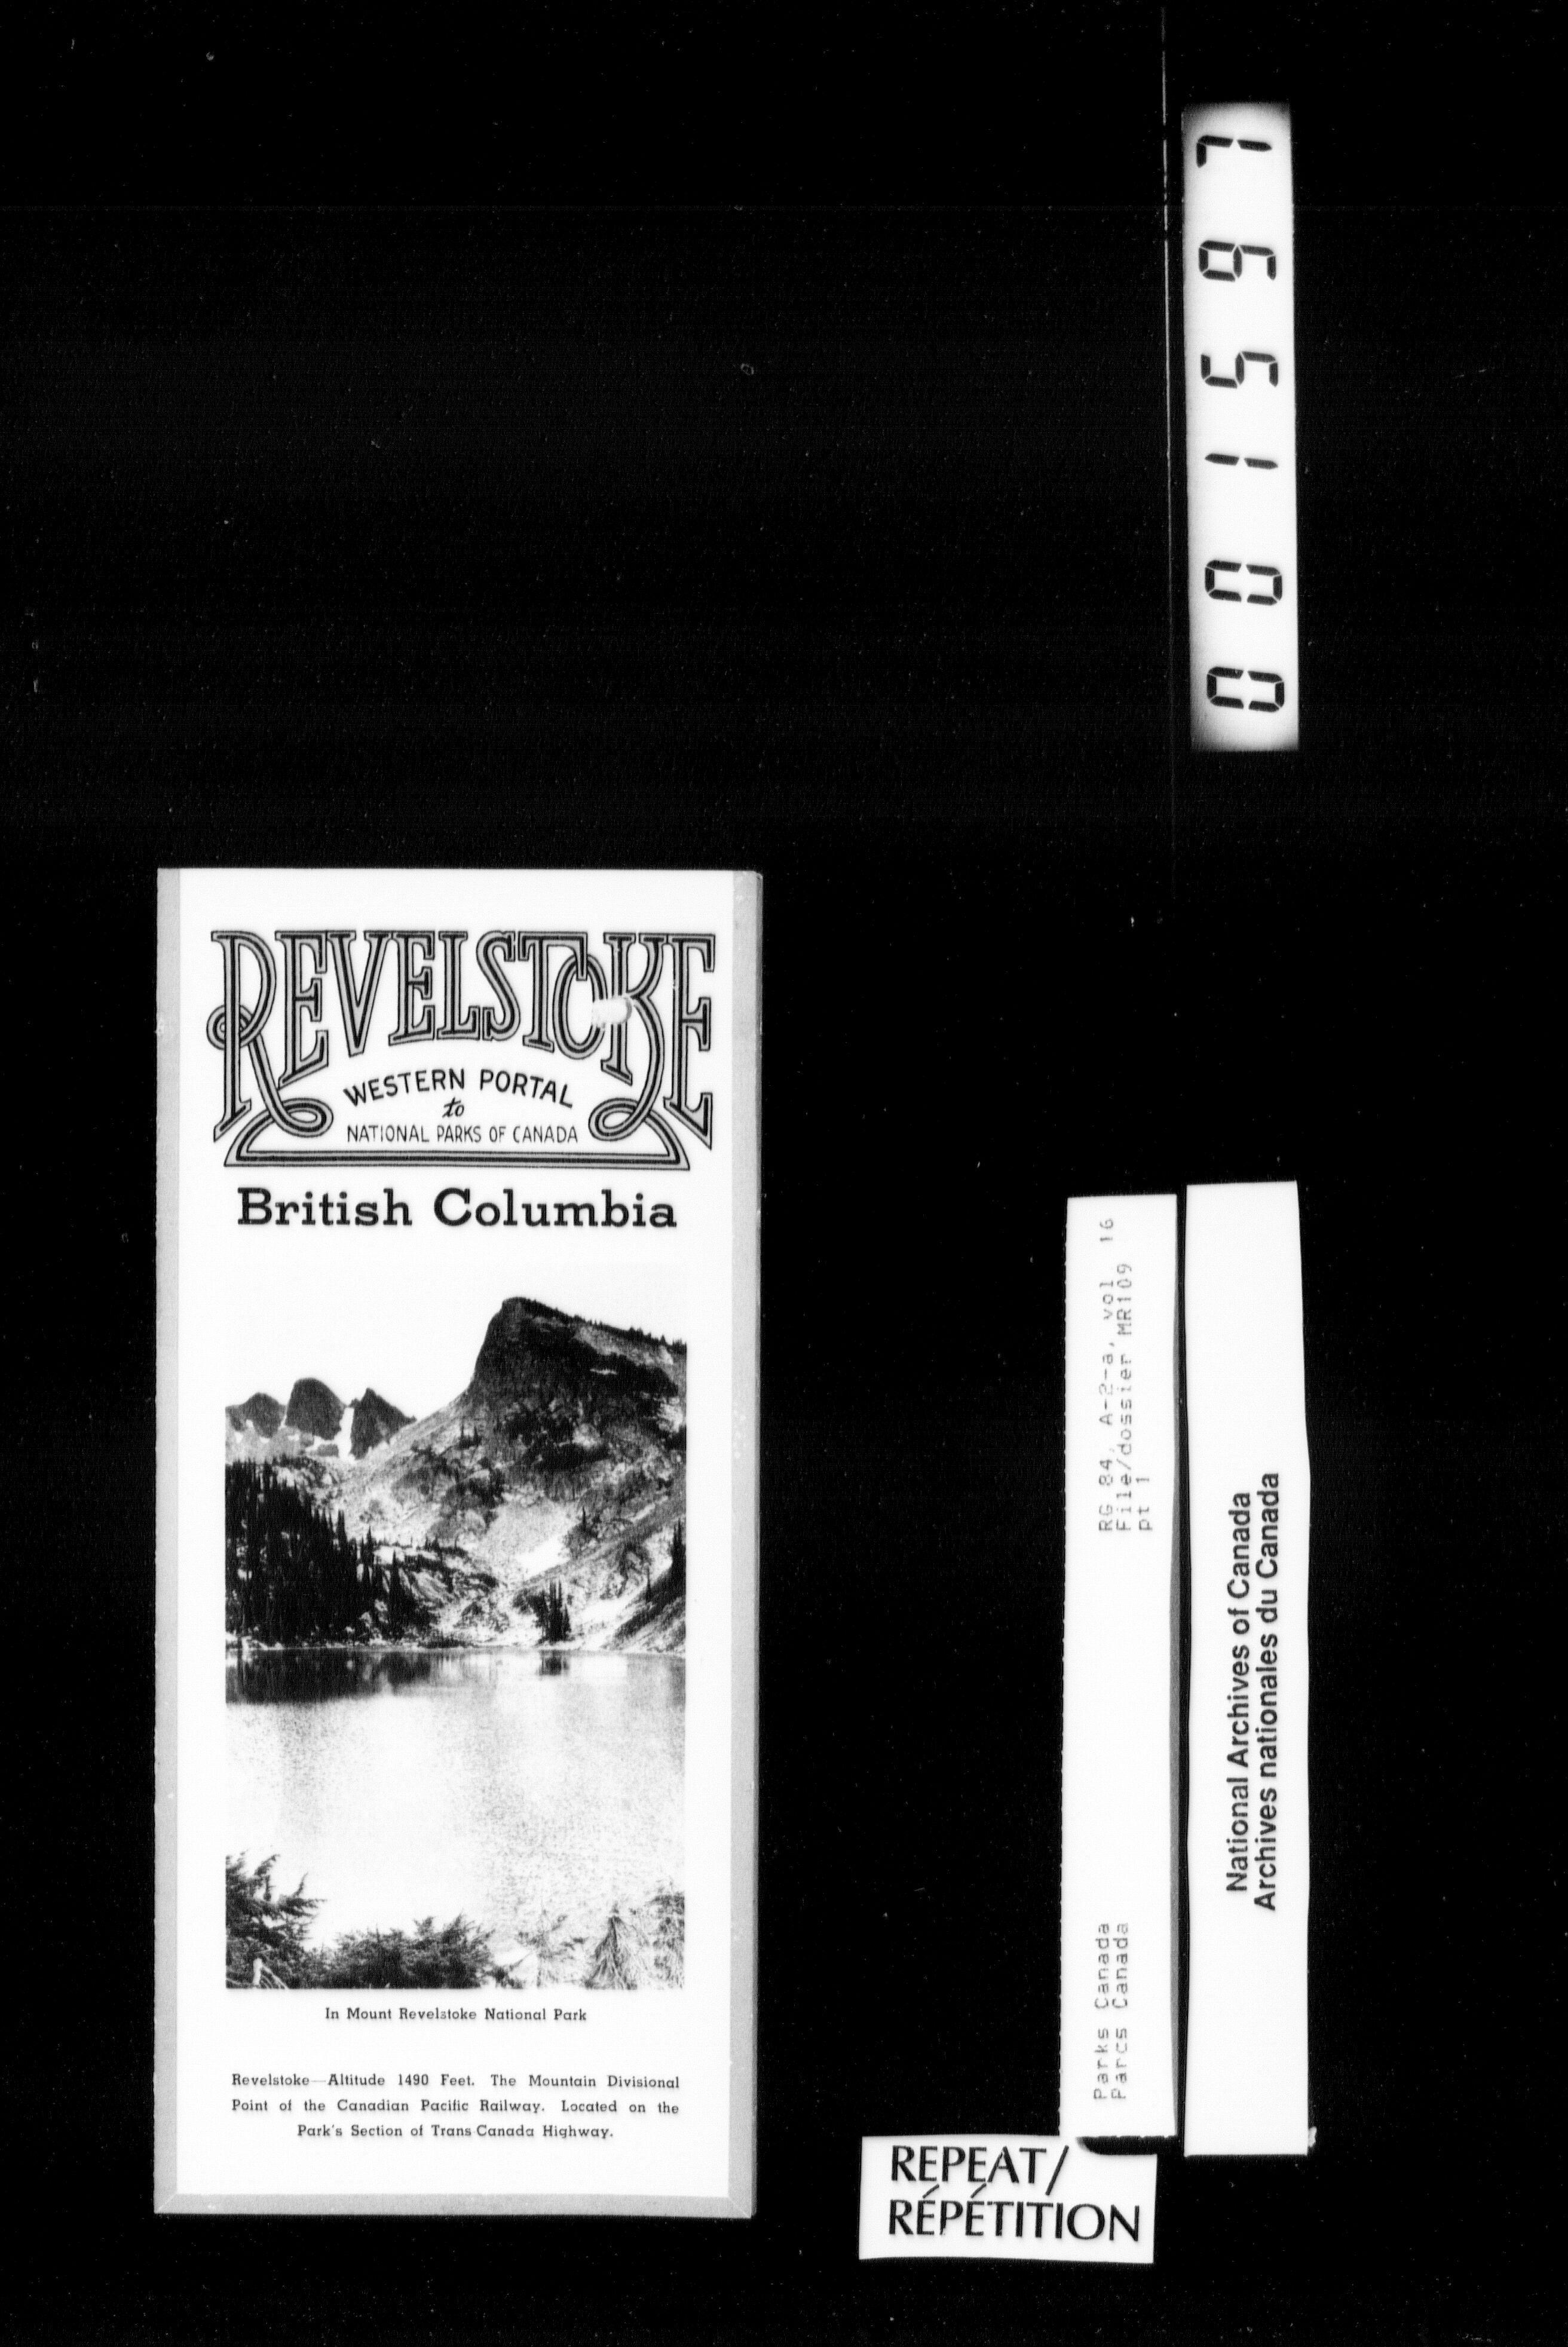 REVELSTOKE
WESTERN PORTAL
to
NATIONAL PARKS OF CANADA
British Columbia
In Mount Revelstoke National Park
Revelstoke—Altitude 1490 Feet. The Mountain Divisional
Point of the Canadian Pacific Railway. Located on the
Park's Section of Trans-Canada Highway.
001597
RG 84, A-2-a, vol 16
File/dossier MR109
pt 1
Parks Canada
Parcs Canada
National Archives of Canada
Archives nationales du Canada
REPEAT/
RÉPÉTITION